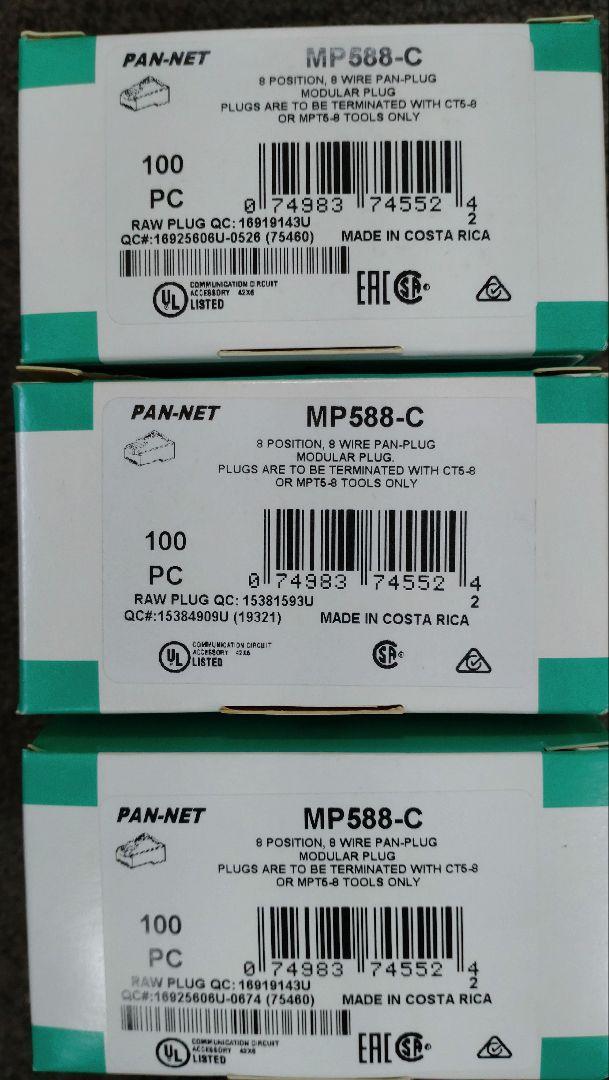 PAN-NET MP588-C
8 POSITION, 8 WIRE PAN-PLUG
MODULAR PLUG
PLUGS ARE TO BE TERMINATED WITH CT5-8
OR MPT5-8 TOOLS ONLY
100
PC
0 74983 74552 4
2
RAW PLUG QC: 16919143U
QC#:16925606U-0526 (75460) MADE IN COSTA RICA
UL LISTED
COMMUNICATION CIRCUIT
ACCESSORY 42X6
EAC SA
PAN-NET MP588-C
8 POSITION, 8 WIRE PAN-PLUG
MODULAR PLUG.
PLUGS ARE TO BE TERMINATED WITH CT5-8
OR MPT5-8 TOOLS ONLY
100
PC
0 74983 74552 4
2
RAW PLUG QC: 15381593U
QC#:15384909U (19321) MADE IN COSTA RICA
UL LISTED
COMMUNICATION CIRCUIT
ACCESSORY 42X6
SA
PAN-NET MP588-C
8 POSITION, 8 WIRE PAN-PLUG
MODULAR PLUG
PLUGS ARE TO BE TERMINATED WITH CT5-8
OR MPT5-8 TOOLS ONLY
100
PC
0 74983 74552 4
2
RAW PLUG QC: 16919143U
QC#:16925606U-0674 (75460) MADE IN COSTA RICA
UL LISTED
COMMUNICATION CIRCUIT
ACCESSORY 42X6
EAC SA